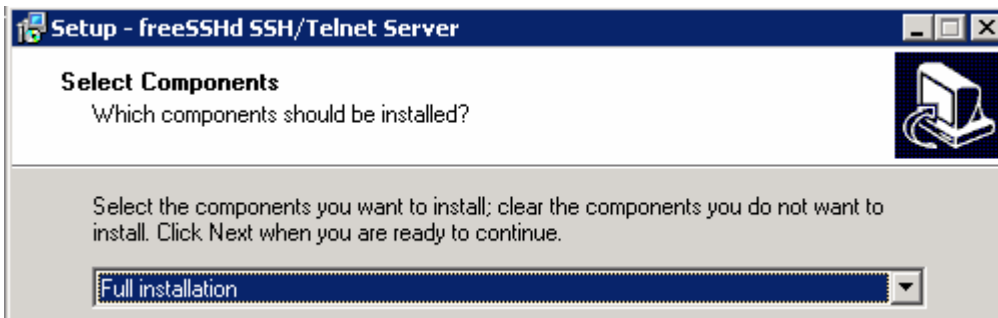 Setup - freeSSHd SSH/Telnet Server
Select Components
Which components should be installed?
Select the components you want to install; clear the components you do not want to
install. Click Next when you are ready to continue.
Full installation